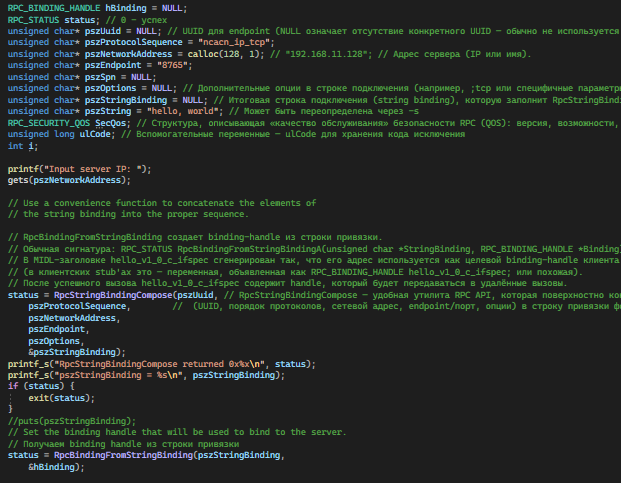 RPC_BINDING_HANDLE hBinding = NULL;
RPC_STATUS status; // 0 - успех
unsigned char* pszUuid = NULL; // UUID для endpoint (NULL означает отсутствие конкретного UUID — обычно не используется
unsigned char* pszProtocolSequence = "ncacn_ip_tcp";
unsigned char* pszNetworkAddress = calloc(128, 1); // "192.168.11.128"; // Адрес сервера (IP или имя).
unsigned char* pszEndpoint = "8765";
unsigned char* pszSpn = NULL;
unsigned char* pszOptions = NULL; // Дополнительные опции в строке подключения (например, ;tcp или специфичные параметр
unsigned char* pszStringBinding = NULL; // Итоговая строка подключения (string binding), которую заполнит RpcStringBind
unsigned char* pszString = "hello, world"; // Может быть переопределена через -s
RPC_SECURITY_QOS SecQos; // Структура, описывающая «качество обслуживания» безопасности RPC (QOS): версия, возможности,
unsigned long ulCode; // Вспомогательные переменные — ulCode для хранения кода исключения
int i;
printf("Input server IP: ");
gets(pszNetworkAddress);
// Use a convenience function to concatenate the elements of
// the string binding into the proper sequence.
// RpcBindingFromStringBinding создает binding-handle из строки привязки.
// Обычная сигнатура: RPC_STATUS RpcBindingFromStringBindingA(unsigned char *StringBinding, RPC_BINDING_HANDLE *Binding)
// В MIDL-заголовке hello_v1_0_c_ifspec сгенерирован так, что его адрес используется как целевой binding-handle клиента
// (в клиентских stub'ах это — переменная, объявленная как RPC_BINDING_HANDLE hello_v1_0_c_ifspec; или похожая).
// После успешного вызова hello_v1_0_c_ifspec содержит handle, который будет передаваться в удалённые вызовы.
status = RpcStringBindingCompose(pszUuid, // RpcStringBindingCompose — удобная утилита RPC API, которая поверхностно ко
pszProtocolSequence, // (UUID, порядок протоколов, сетевой адрес, endpoint/порт, опции) в строку привязки ф
pszNetworkAddress,
pszEndpoint,
pszOptions,
&pszStringBinding);
printf_s("RpcStringBindingCompose returned 0x%x\n", status);
printf_s("pszStringBinding = %s\n", pszStringBinding);
if (status) {
exit(status);
}
//puts(pszStringBinding);
// Set the binding handle that will be used to bind to the server.
// Получаем binding handle из строки привязки
status = RpcBindingFromStringBinding(pszStringBinding,
&hBinding);